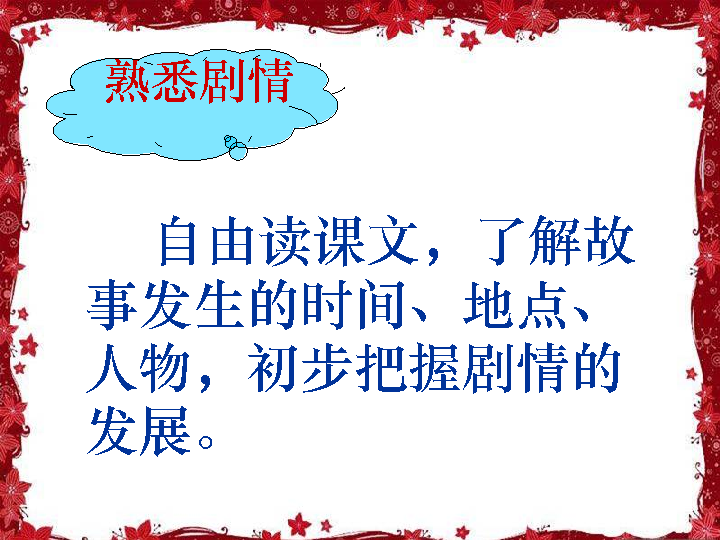 熟悉剧情
自由读课文，了解故
事发生的时间、地点、
人物，初步把握剧情的
发展。